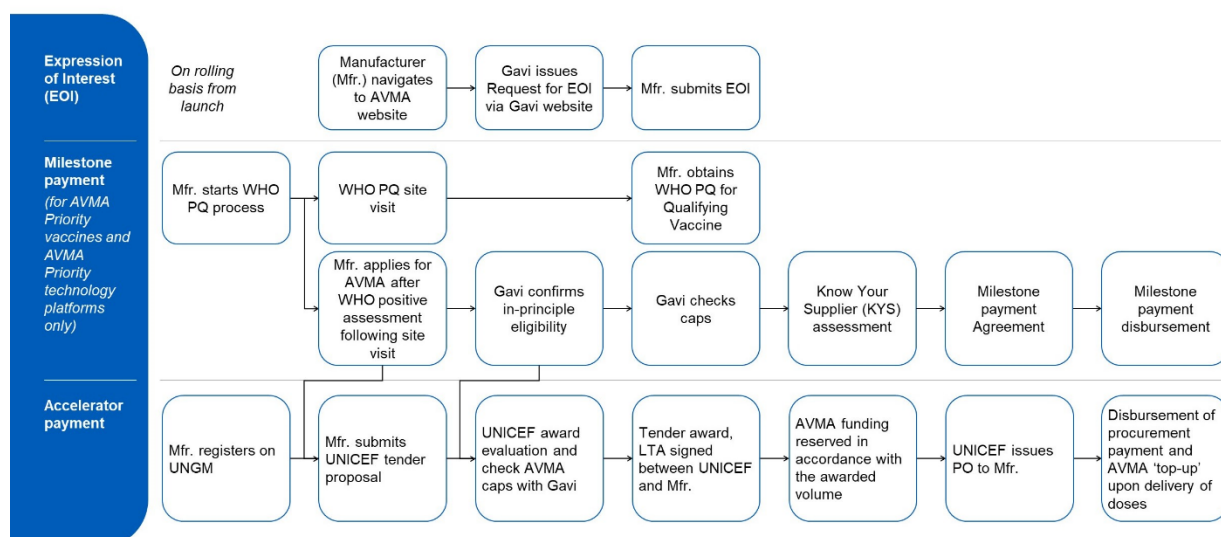 Expression
of Interest
(EOI)
On rolling
basis from
launch
Manufacturer
(Mfr.) navigates
to AVMA
website
Gavi issues
Request for EOI
via Gavi website
Mfr. submits EOI
Milestone
payment
(for AVMA
Priority
vaccines and
AVMA
Priority
technology
platforms
only)
Mfr. starts WHO
PQ process
WHO PQ site
visit
Mfr. obtains
WHO PQ for
Qualifying
Vaccine
Mfr. applies for
AVMA after
WHO positive
assessment
following site
visit
Gavi confirms
in-principle
eligibility
Gavi checks
caps
Know Your
Supplier (KYS)
assessment
Milestone
payment
Agreement
Milestone
payment
disbursement
Accelerator
payment
Mfr. registers on
UNGM
Mfr. submits
UNICEF tender
proposal
UNICEF award
evaluation and
check AVMA
caps with Gavi
Tender award,
LTA signed
between UNICEF
and Mfr.
AVMA funding
reserved in
accordance with
the awarded
volume
UNICEF issues
PO to Mfr.
Disbursement of
procurement
payment and
AVMA ‘top-up’
upon delivery of
doses